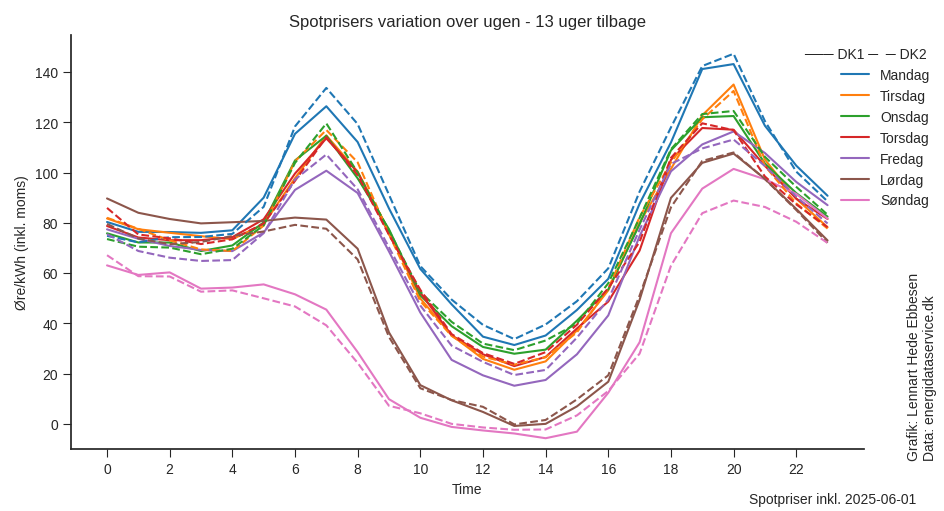 Spotprisers variation over ugen - 13 uger tilbage
DK1 DK2
Mandag
Tirsdag
Onsdag
Torsdag
Fredag
Lørdag
Søndag
Øre/kWh (inkl. moms)
140
120
100
80
60
40
20
0
0 2 4 6 8 10 12 14 16 18 20 22
Time
Grafik: Lennart Hede Ebbesen
Data: energidataservice.dk
Spotpriser inkl. 2025-06-01